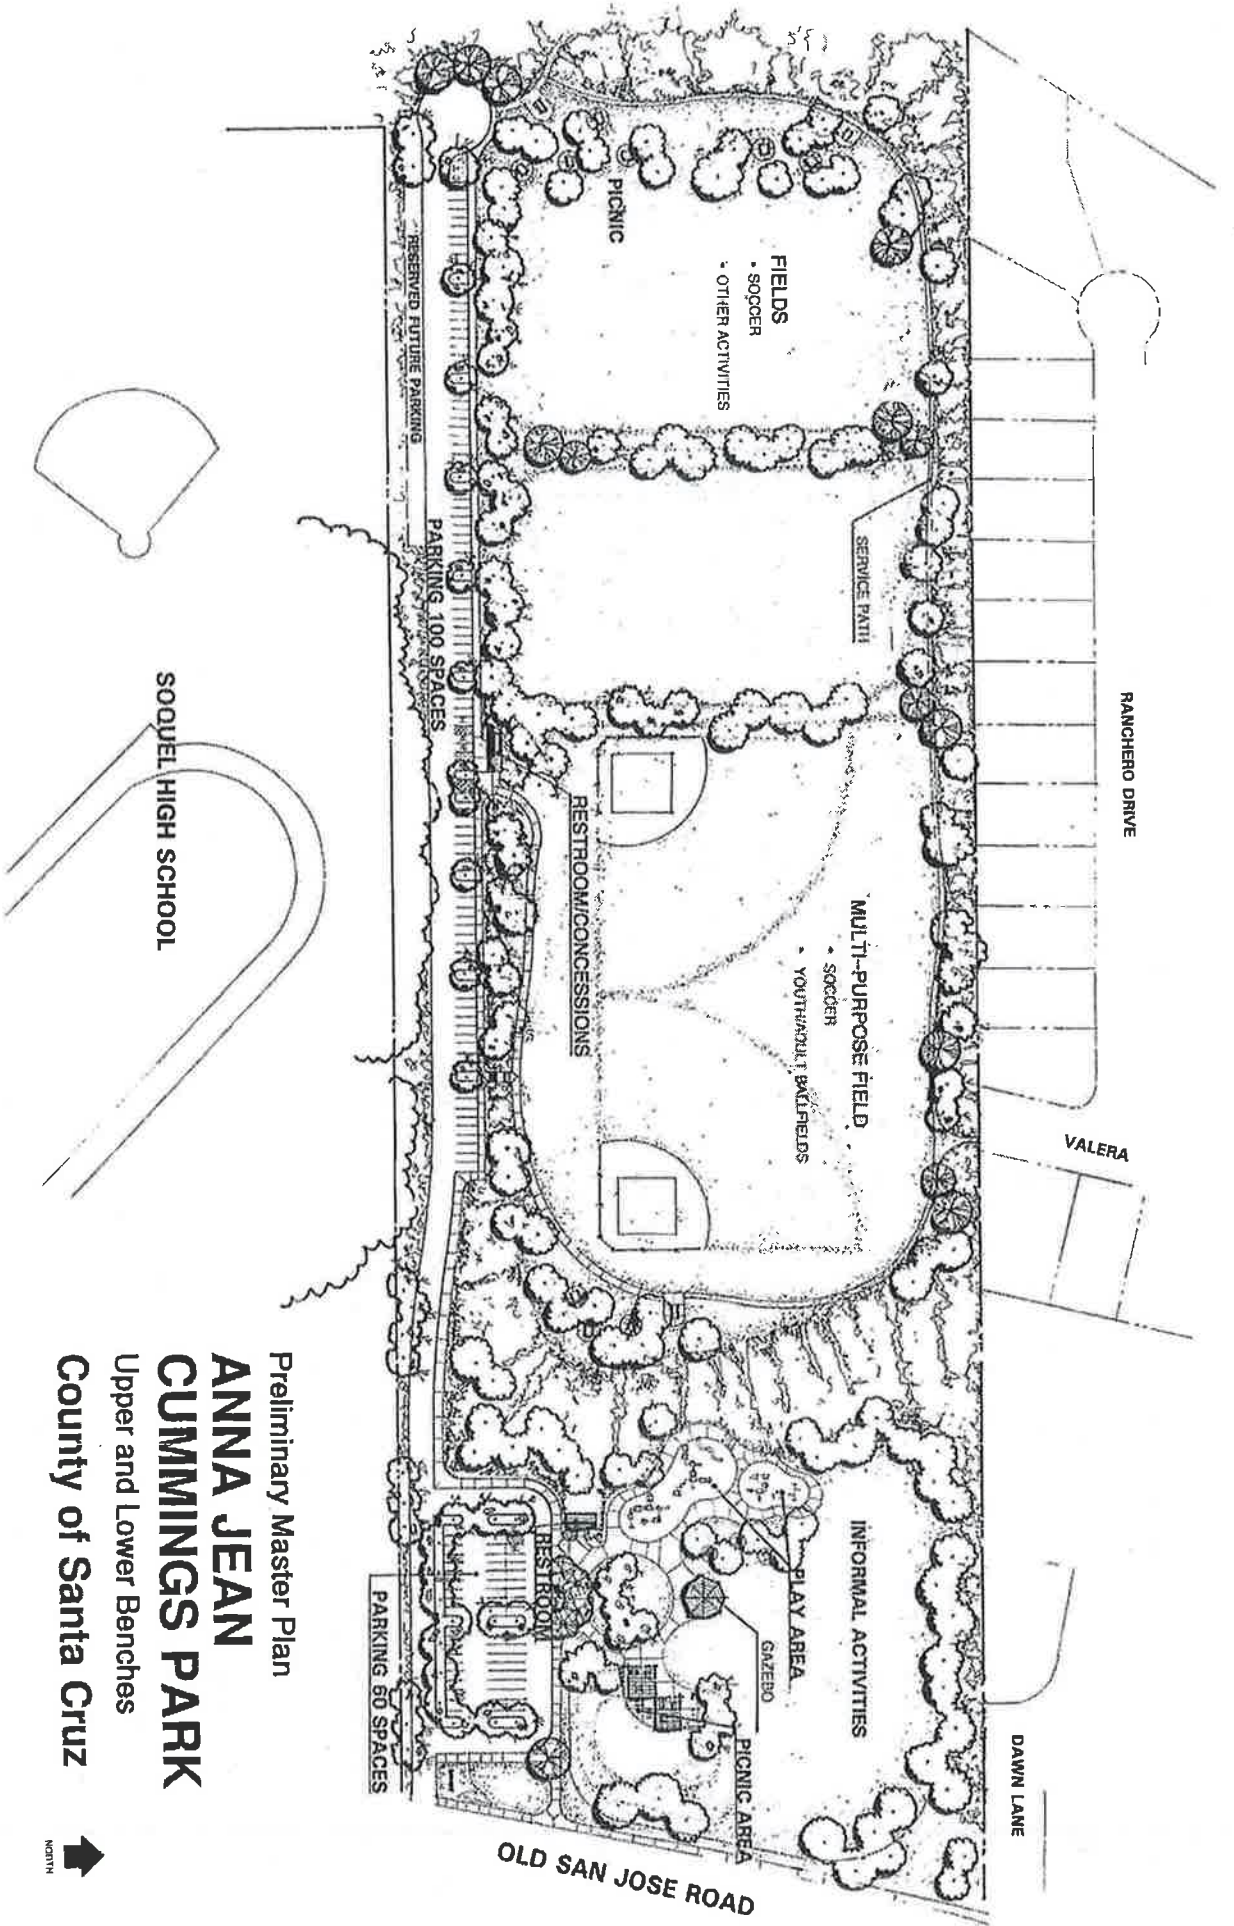 PICNIC
FIELDS
• SOCCER
• OTHER ACTIVITIES
RESERVED FUTURE PARKING
PARKING 100 SPACES
SERVICE PATH
RANCHERO DRIVE
SOQUEL HIGH SCHOOL
RESTROOM/CONCESSIONS
MULTI-PURPOSE FIELD
• SOCCER
• YOUTH/ADULT BALLFIELDS
VALERA
INFORMAL ACTIVITIES
PLAY AREA
GAZEBO
PICNIC AREA
RESTROOM
PARKING 60 SPACES
DAWN LANE
OLD SAN JOSE ROAD
Preliminary Master Plan
ANNA JEAN
CUMMINGS PARK
Upper and Lower Benches
County of Santa Cruz
NORTH